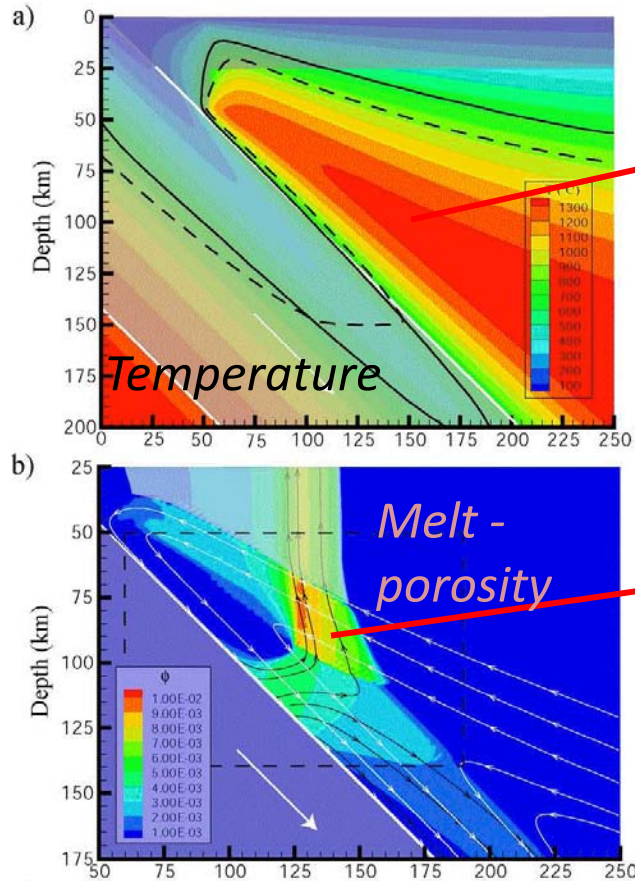 a)
0
25
50
75
100
125
150
175
200
Depth (km)
(°C)
1300
1200
1100
1000
900
800
700
600
500
400
300
200
100
Temperature
0 25 50 75 100 125 150 175 200 225 250
b)
25
50
75
100
125
150
175
Depth (km)
Melt -
porosity
ϕ
1.00E-02
9.00E-03
8.00E-03
7.00E-03
6.00E-03
5.00E-03
4.00E-03
3.00E-03
2.00E-03
1.00E-03
50 75 100 125 150 175 200 225 250